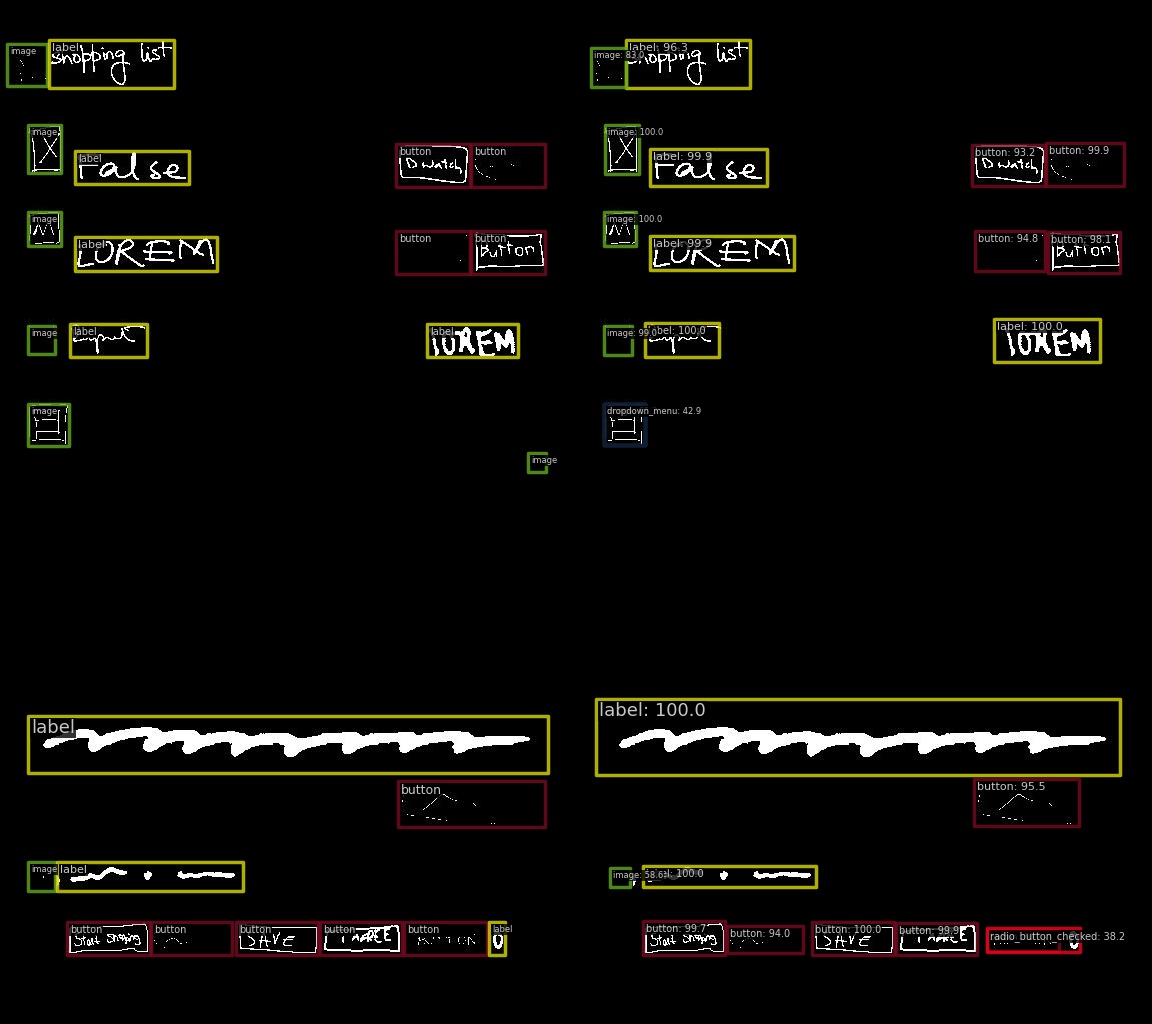 image label shopping list
image: 83.0 label: 96.3 shopping list
image label False button D watch button
image: 100.0 label: 99.9 False button: 93.2 D watch button: 99.9
image label LOREM button button Button
image: 100.0 label: 99.9 LOREM button: 94.8 button: 98.1 Button
image label input label lOREM
image: 99.0 label: 100.0 input label: 100.0 lOREM
image
dropdown_menu: 42.9
image
label
label: 100.0
button
button: 95.5
image label
image: 58.6 label: 100.0
button Start Shoping button button SAVE button button BUTTON label 0
button: 99.7 Start Shoping button: 94.0 button: 100.0 SAVE button: 99.9 radio_button_checked: 38.2